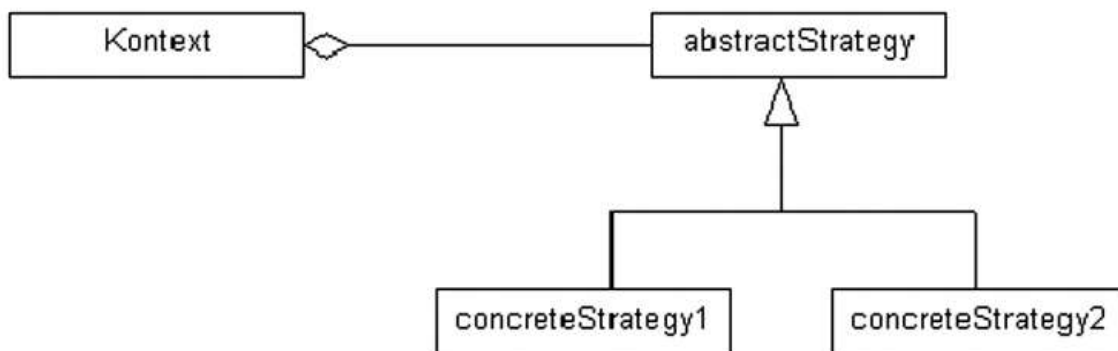 Kontext
abstractStrategy
concreteStrategy1
concreteStrategy2